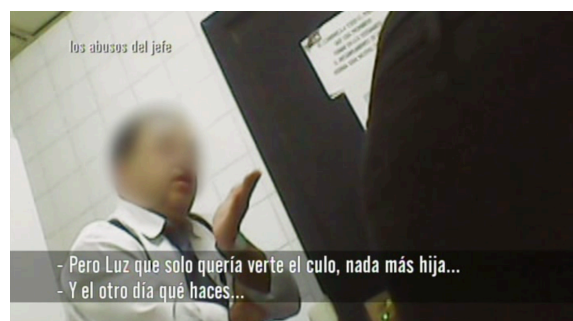 los abusos del jefe
- Pero Luz que solo quería verte el culo, nada más hija...
- Y el otro día qué haces...